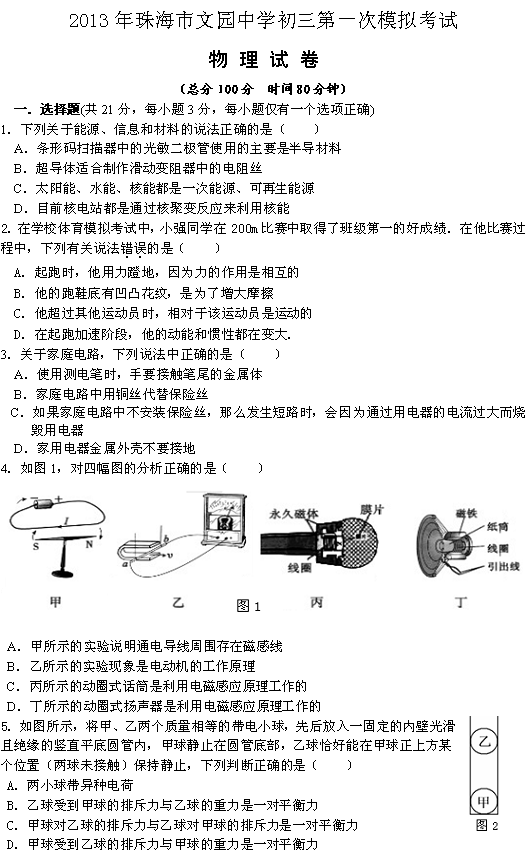 2013年珠海市文园中学初三第一次模拟考试
物 理 试 卷
(总分100分 时间80分钟)
一．选择题(共21分，每小题3分，每小题仅有一个选项正确)
1．下列关于能源、信息和材料的说法正确的是（ ）
A．条形码扫描器中的光敏二极管使用的主要是半导材料
B．超导体适合制作滑动变阻器中的电阻丝
C．太阳能、水能、核能都是一次能源、可再生能源
D．目前核电站都是通过核聚变反应来利用核能
2．在学校体育模拟考试中，小强同学在200m比赛中取得了班级第一的好成绩．在他比赛过
程中，下列有关说法错误的是（ ）
A．起跑时，他用力蹬地，因为力的作用是相互的
B．他的跑鞋底有凹凸花纹，是为了增大摩擦
C．他超过其他运动员时，相对于该运动员是运动的
D．在起跑加速阶段，他的动能和惯性都在变大．
3．关于家庭电路，下列说法中正确的是（ ）
A．使用测电笔时，手要接触笔尾的金属体
B．家庭电路中用铜丝代替保险丝
C．如果家庭电路中不安装保险丝，那么发生短路时，会因为通过用电器的电流过大而烧
毁用电器
D．家用电器金属外壳不要接地
4．如图1，对四幅图的分析正确的是（ ）
－ ＋
I
S N
甲
a b v
乙
永久磁体 膜片
线圈
丙
磁铁
纸筒
线圈
引出线
丁
图1
A．甲所示的实验说明通电导线周围存在磁感线
B．乙所示的实验现象是电动机的工作原理
C．丙所示的动圈式话筒是利用电磁感应原理工作的
D．丁所示的动圈式扬声器是利用电磁感应原理工作的
5．如图所示，将甲、乙两个质量相等的带电小球，先后放入一固定的内壁光滑
且绝缘的竖直平底圆管内，甲球静止在圆管底部，乙球恰好能在甲球正上方某
个位置（两球未接触）保持静止，下列判断正确的是（ ）
A．两小球带异种电荷
B．乙球受到甲球的排斥力与乙球的重力是一对平衡力
C．甲球对乙球的排斥力与乙球对甲球的排斥力是一对平衡力
D．甲球受到乙球的排斥力与甲球的重力是一对平衡力
乙
甲
图2